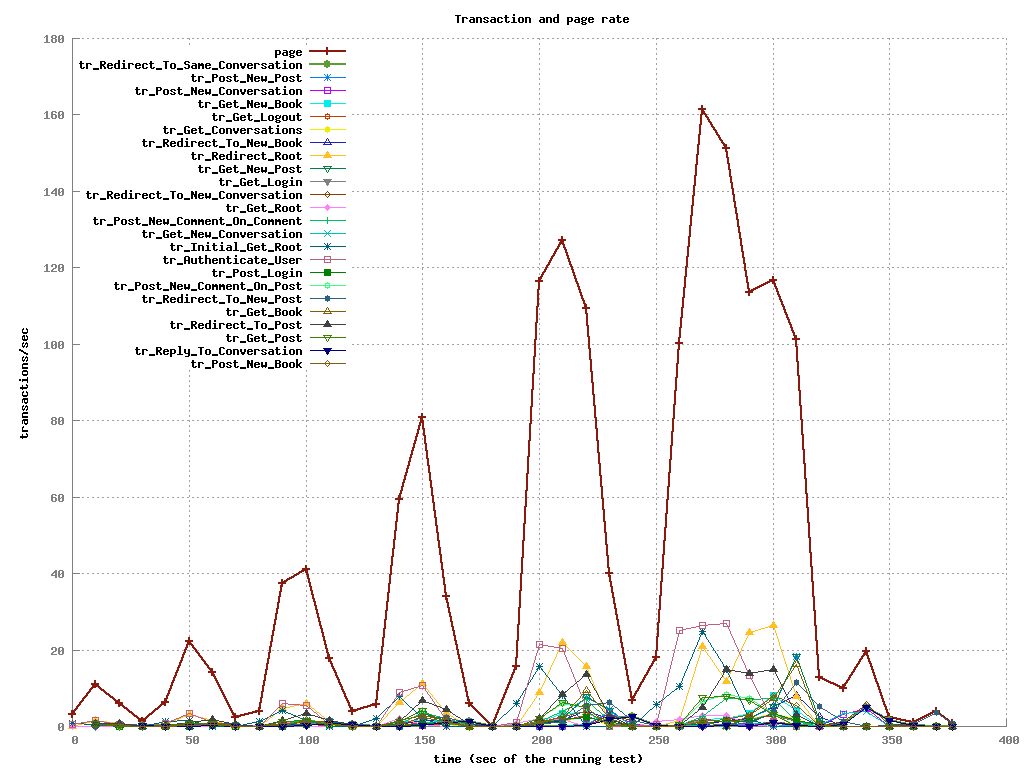 Transaction and page rate
180
160
140
120
100
80
60
40
20
0
transactions/sec
page
tr_Redirect_To_Same_Conversation
tr_Post_New_Post
tr_Post_New_Conversation
tr_Get_New_Book
tr_Get_Logout
tr_Get_Conversations
tr_Redirect_To_New_Book
tr_Redirect_Root
tr_Get_New_Post
tr_Get_Login
tr_Redirect_To_New_Conversation
tr_Get_Root
tr_Post_New_Comment_On_Comment
tr_Get_New_Conversation
tr_Initial_Get_Root
tr_Authenticate_User
tr_Post_Login
tr_Post_New_Comment_On_Post
tr_Redirect_To_New_Post
tr_Get_Book
tr_Redirect_To_Post
tr_Get_Post
tr_Reply_To_Conversation
tr_Post_New_Book
0 50 100 150 200 250 300 350 400
time (sec of the running test)